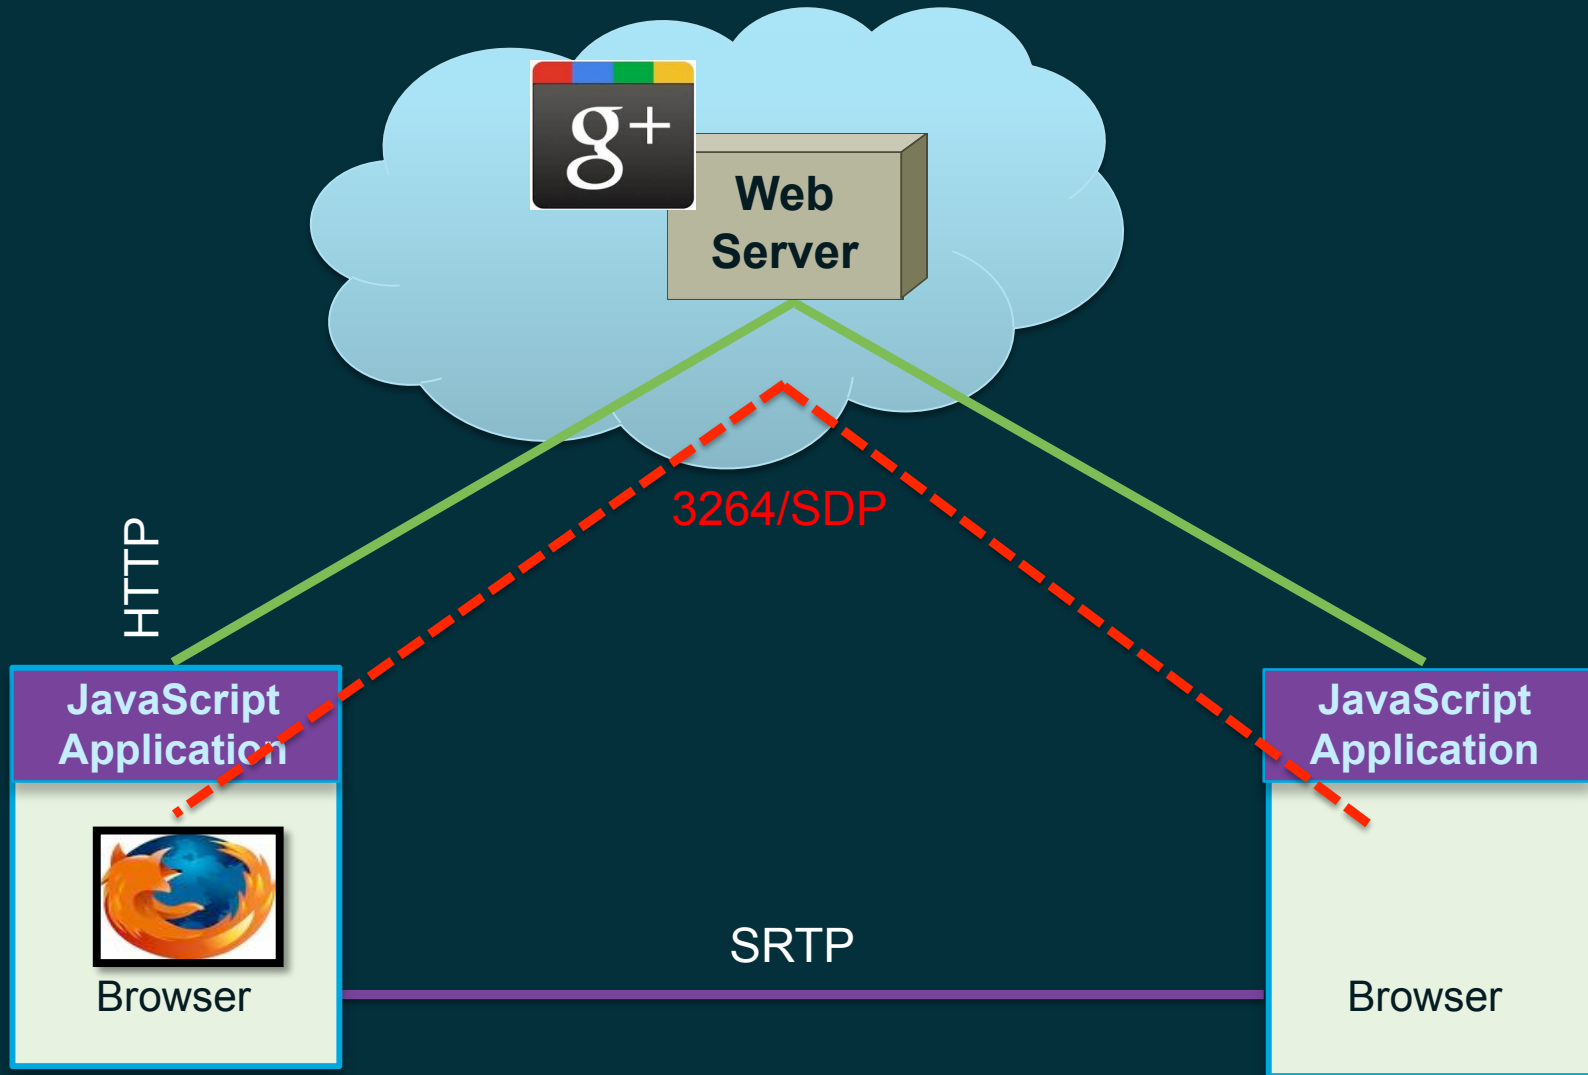 g+
Web
Server
3264/SDP
HTTP
JavaScript
Application
JavaScript
Application
SRTP
Browser
Browser